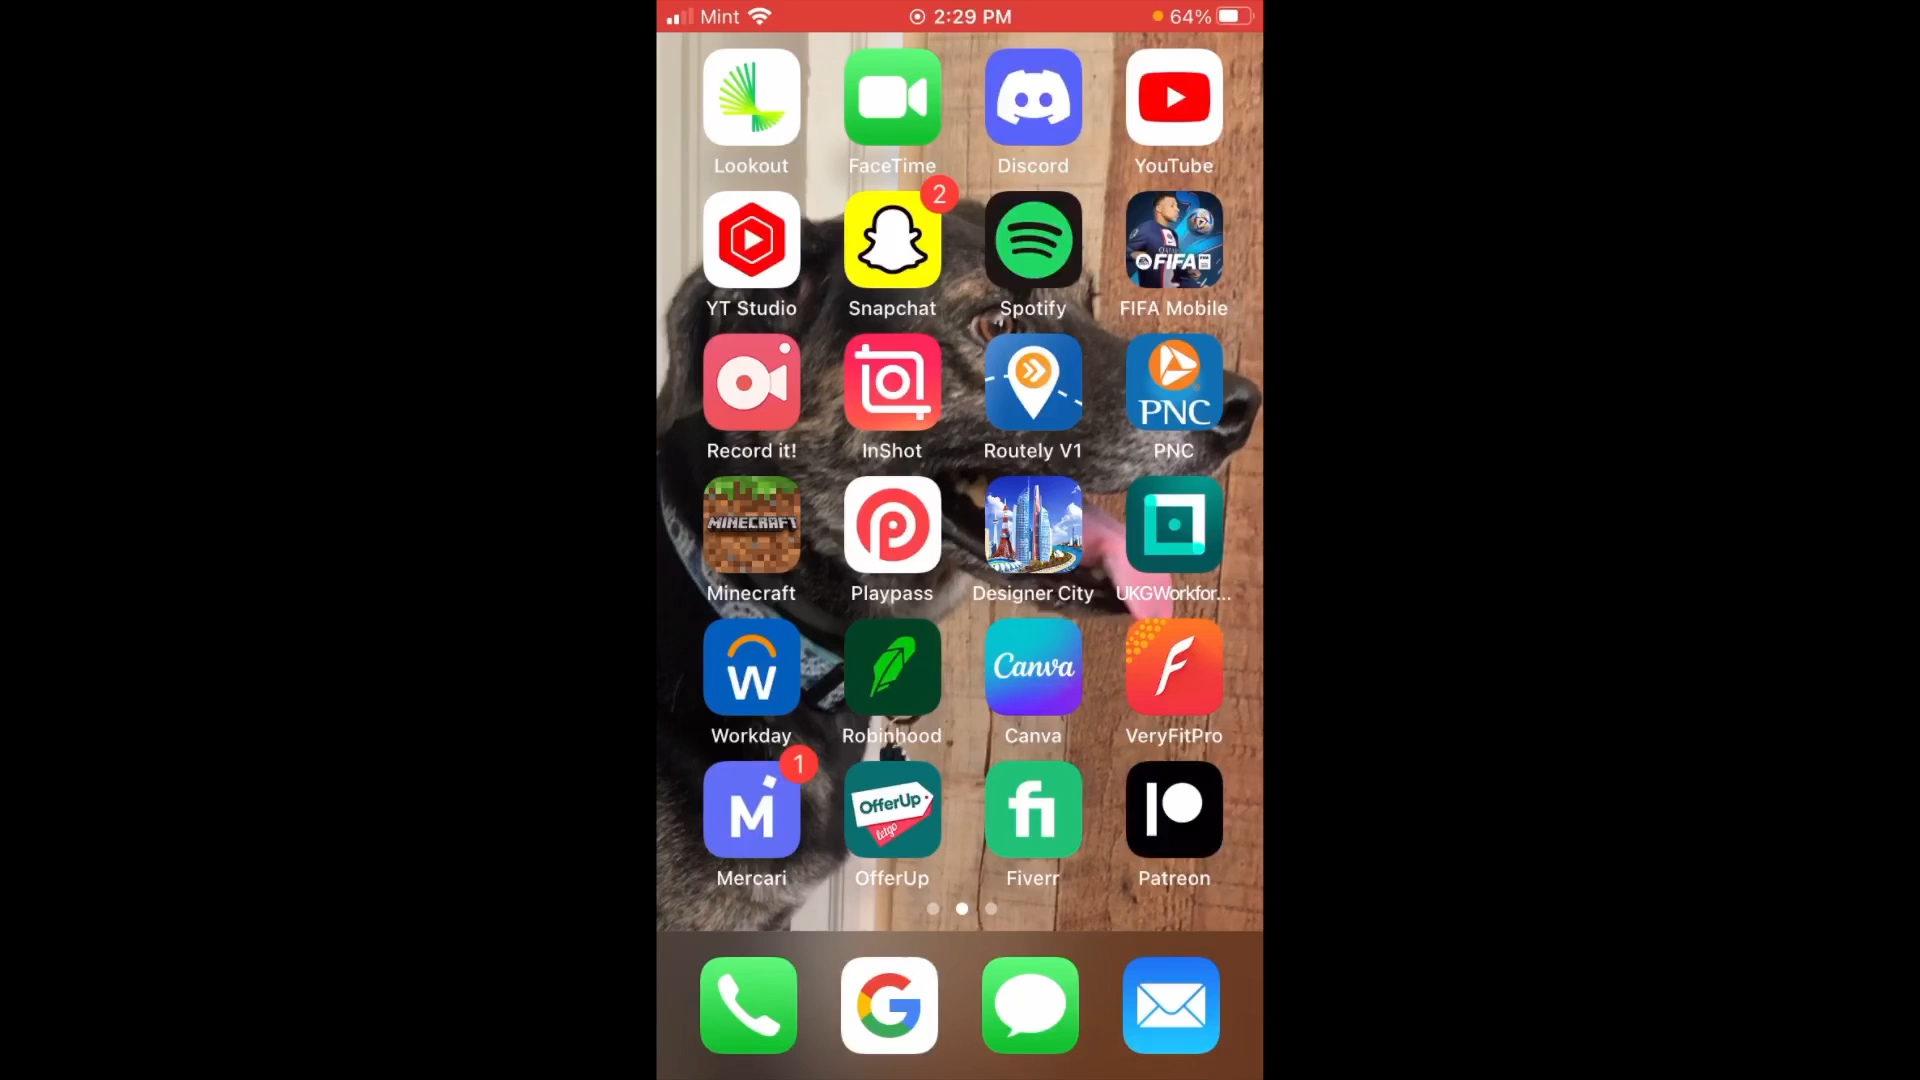 Mint 2:29 PM 64%
Lookout FaceTime Discord YouTube
2
FIFA
YT Studio Snapchat Spotify FIFA Mobile
PNC
Record it! InShot Routely V1 PNC
MINECRAFT
Minecraft Playpass Designer City UKGWorkfor...
W Canva
Workday Robinhood Canva VeryFitPro
1
M OfferUp letgo fi
Mercari OfferUp Fiverr Patreon
G